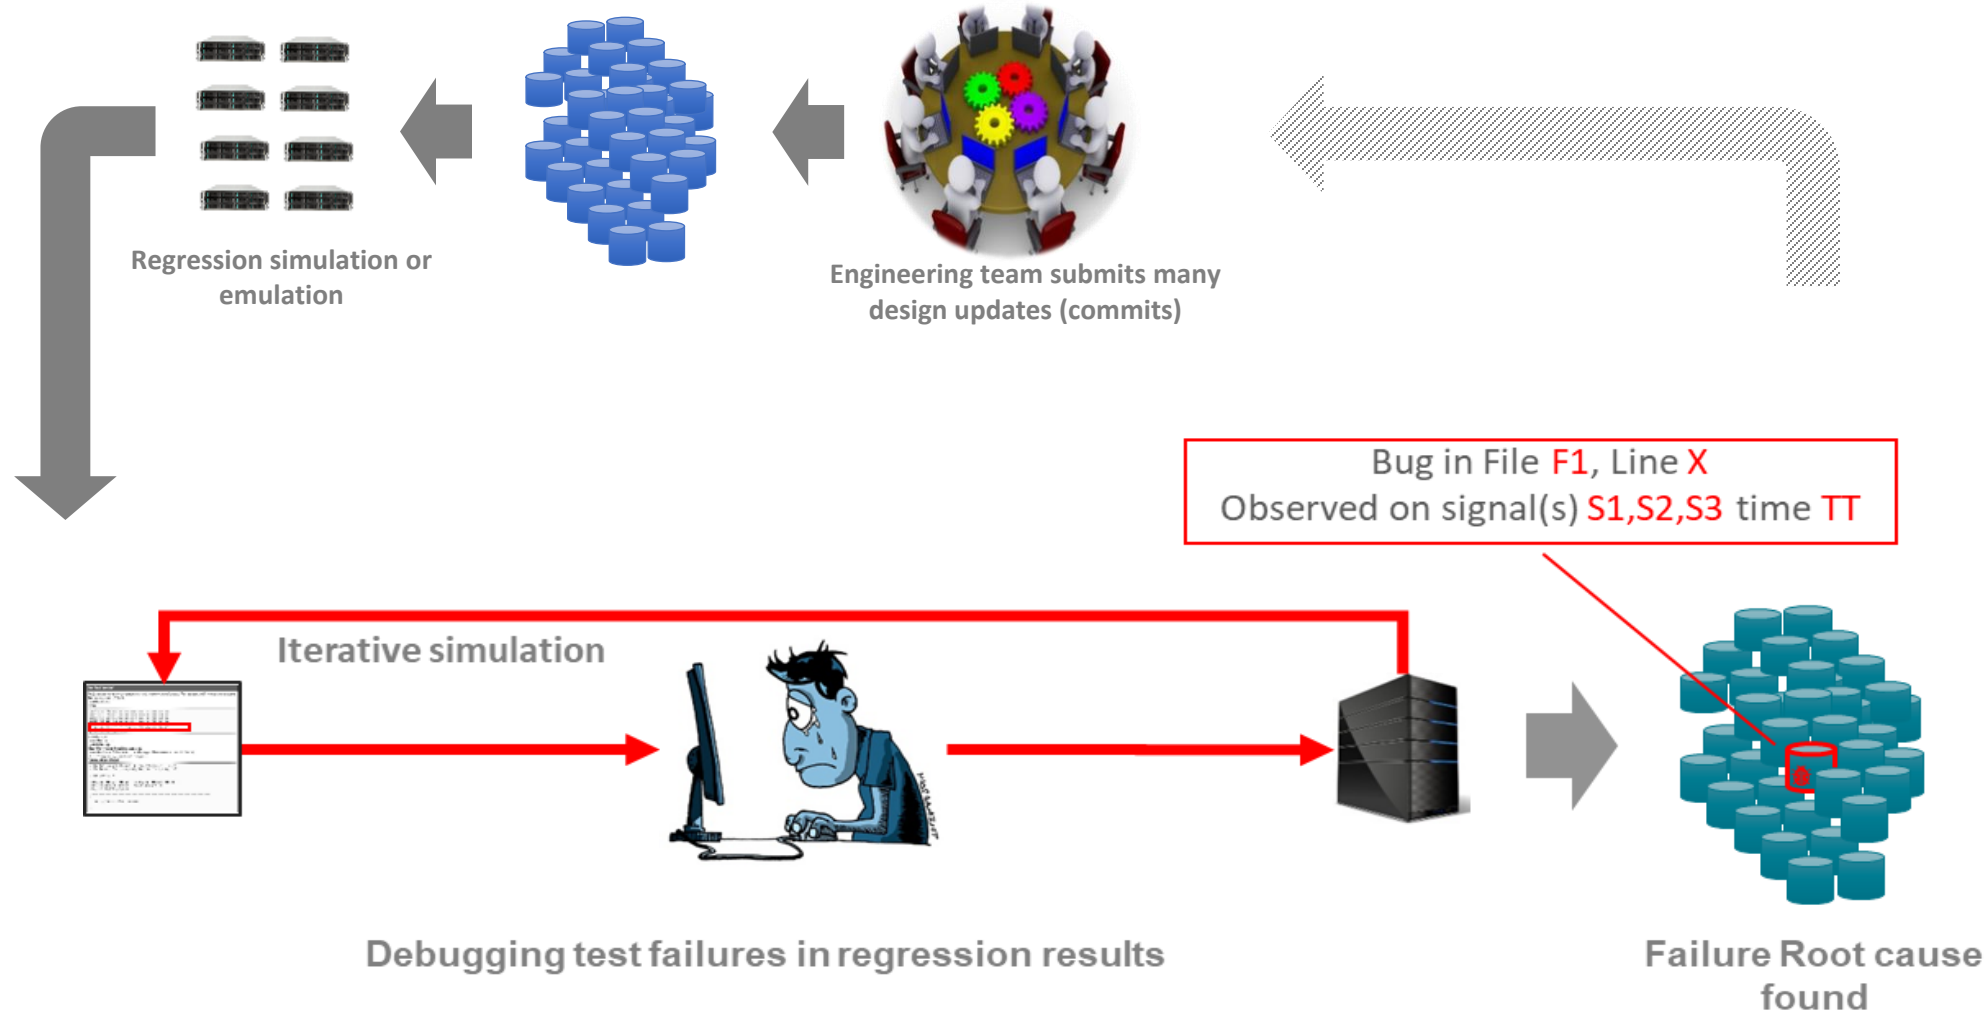 Regression simulation or
emulation
Engineering team submits many
design updates (commits)
Bug in File F1, Line X
Observed on signal(s) S1,S2,S3 time TT
Iterative simulation
Debugging test failures in regression results
Failure Root cause
found